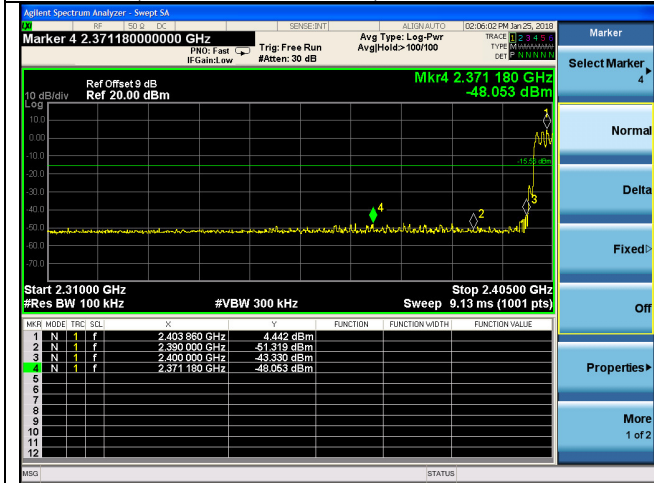 Agilent Spectrum Analyzer - Swept SA
RF 50 Ω DC SENSE:INT ALIGN AUTO 02:06:02 PM Jan 25, 2018
Marker 4 2.371180000000 GHz
PNO: Fast
IFGain:Low
Trig: Free Run
#Atten: 30 dB
Avg Type: Log-Pwr
Avg|Hold:>100/100
TRACE 1 2 3 4 5 6
TYPE M
DET P N N N N N
Marker
Select Marker
4
Normal
Delta
Fixed
Off
Properties
More
1 of 2
Mkr4 2.371 180 GHz
-48.053 dBm
Ref Offset 9 dB
10 dB/div Ref 20.00 dBm
Log
10.0
0.00
-10.0
-20.0
-30.0
-40.0
-50.0
-60.0
-70.0
1
2
3
4
Start 2.31000 GHz Stop 2.40500 GHz
#Res BW 100 kHz #VBW 300 kHz Sweep 9.13 ms (1001 pts)
MKR MODE TRC SCL X Y FUNCTION FUNCTION WIDTH FUNCTION VALUE
1 N 1 f 2.403 860 GHz 4.442 dBm
2 N 1 f 2.390 000 GHz -51.319 dBm
3 N 1 f 2.400 000 GHz -43.330 dBm
4 N 1 f 2.371 180 GHz -48.053 dBm
5
6
7
8
9
10
11
12
MSG STATUS